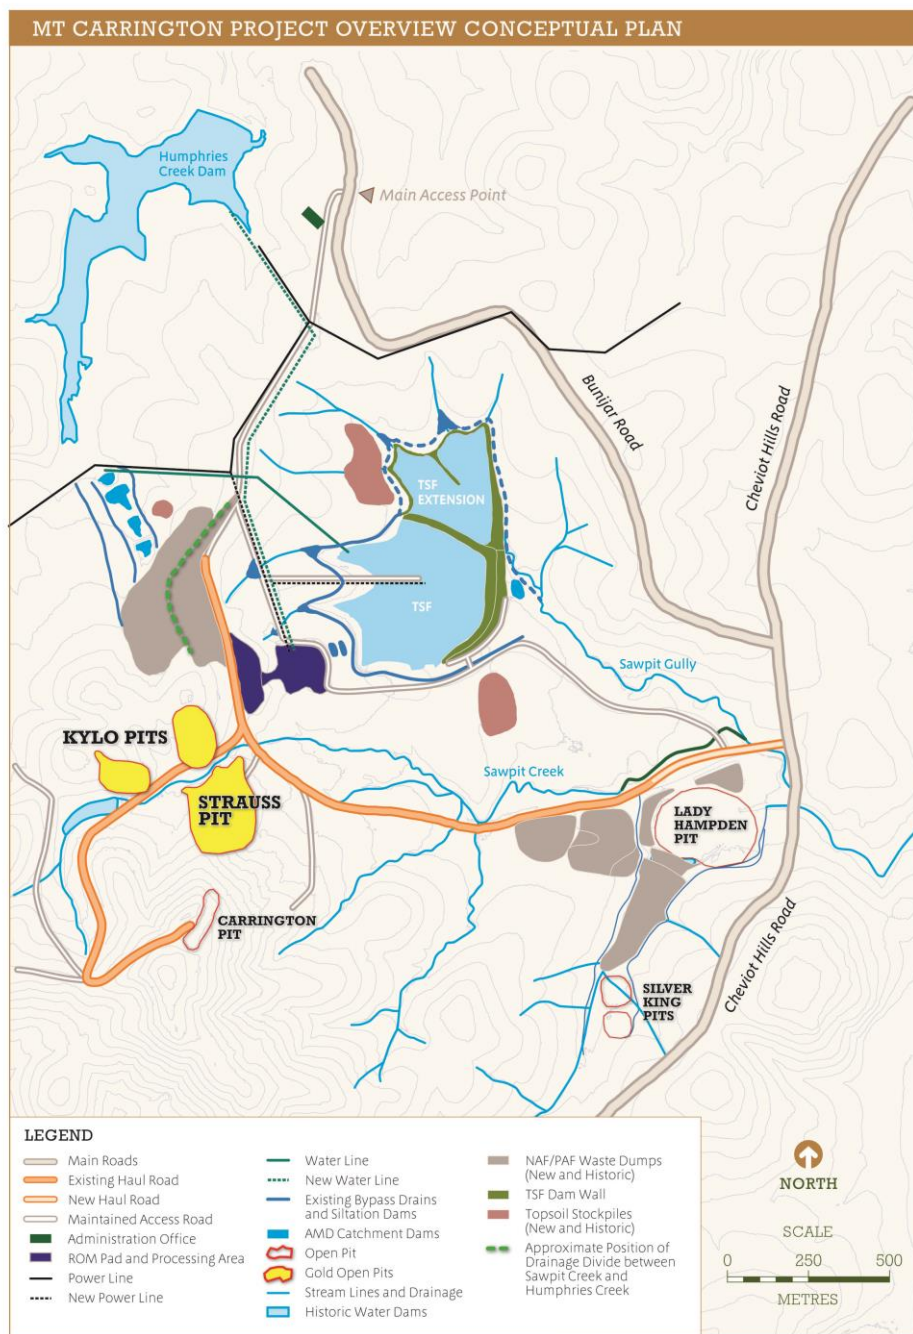 MT CARRINGTON PROJECT OVERVIEW CONCEPTUAL PLAN
Humphries
Creek Dam
Main Access Point
Bunijar Road
Cheviot Hills Road
TSF
EXTENSION
TSF
Sawpit Gully
KYLO PITS
STRAUSS
PIT
Sawpit Creek
LADY
HAMPDEN
PIT
CARRINGTON
PIT
SILVER
KING
PITS
Cheviot Hills Road
LEGEND
Main Roads
Existing Haul Road
New Haul Road
Maintained Access Road
Administration Office
ROM Pad and Processing Area
Power Line
New Power Line
Water Line
New Water Line
Existing Bypass Drains
and Siltation Dams
AMD Catchment Dams
Open Pit
Gold Open Pits
Stream Lines and Drainage
Historic Water Dams
NAF/PAF Waste Dumps
(New and Historic)
TSF Dam Wall
Topsoil Stockpiles
(New and Historic)
Approximate Position of
Drainage Divide between
Sawpit Creek and
Humphries Creek
NORTH
SCALE
0 250 500
METRES